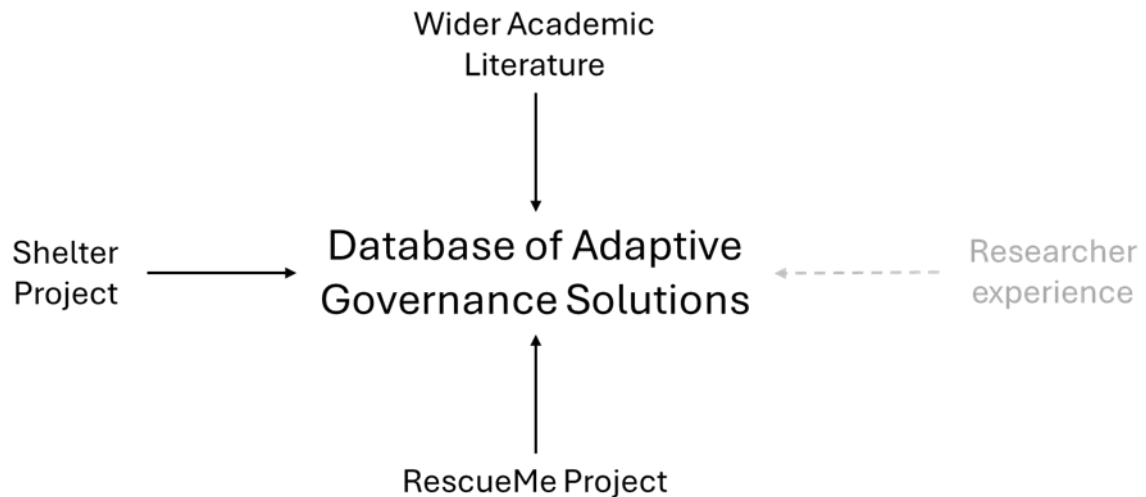 Wider Academic
Literature
Database of Adaptive
Governance Solutions
Shelter
Project
Researcher
experience
RescueMe Project